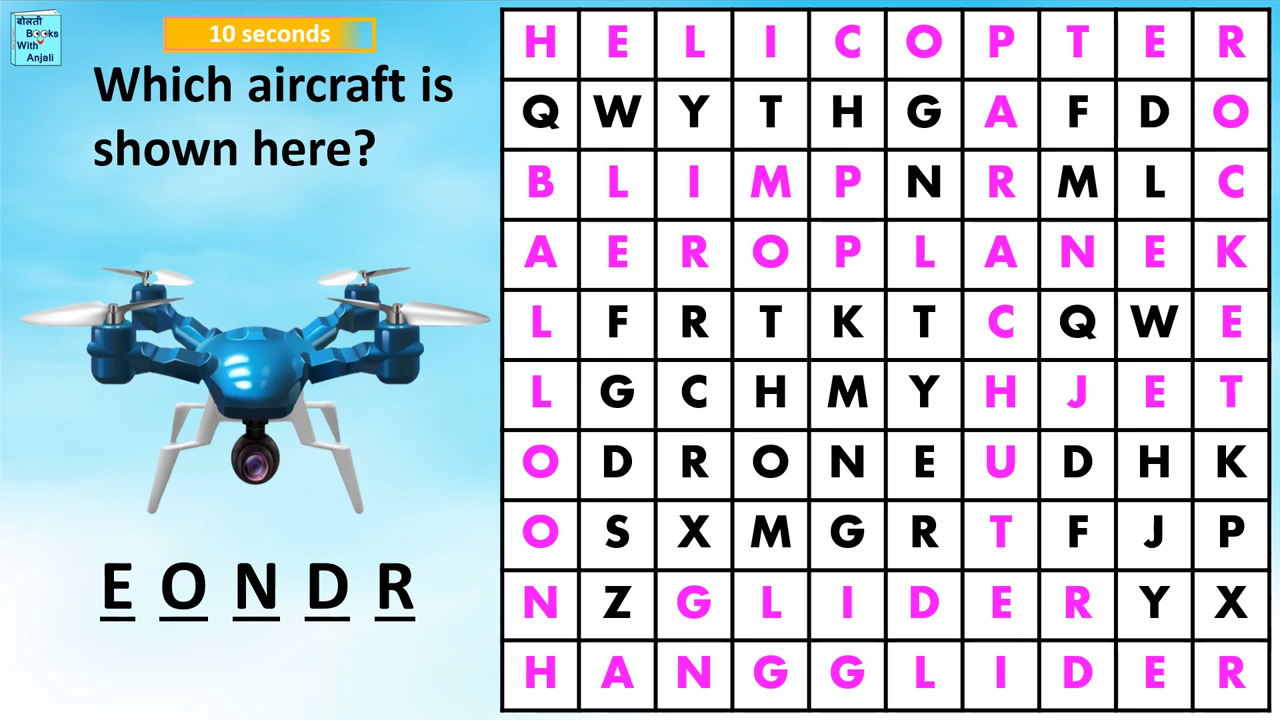 बोलती
Books
With
Anjali
10 seconds
Which aircraft is
shown here?
E O N D R
H E L I C O P T E R
Q W Y T H G A F D O
B L I M P N R M L C
A E R O P L A N E K
L F R T K T C Q W E
L G C H M Y H J E T
O D R O N E U D H K
O S X M G R T F J P
N Z G L I D E R Y X
H A N G G L I D E R